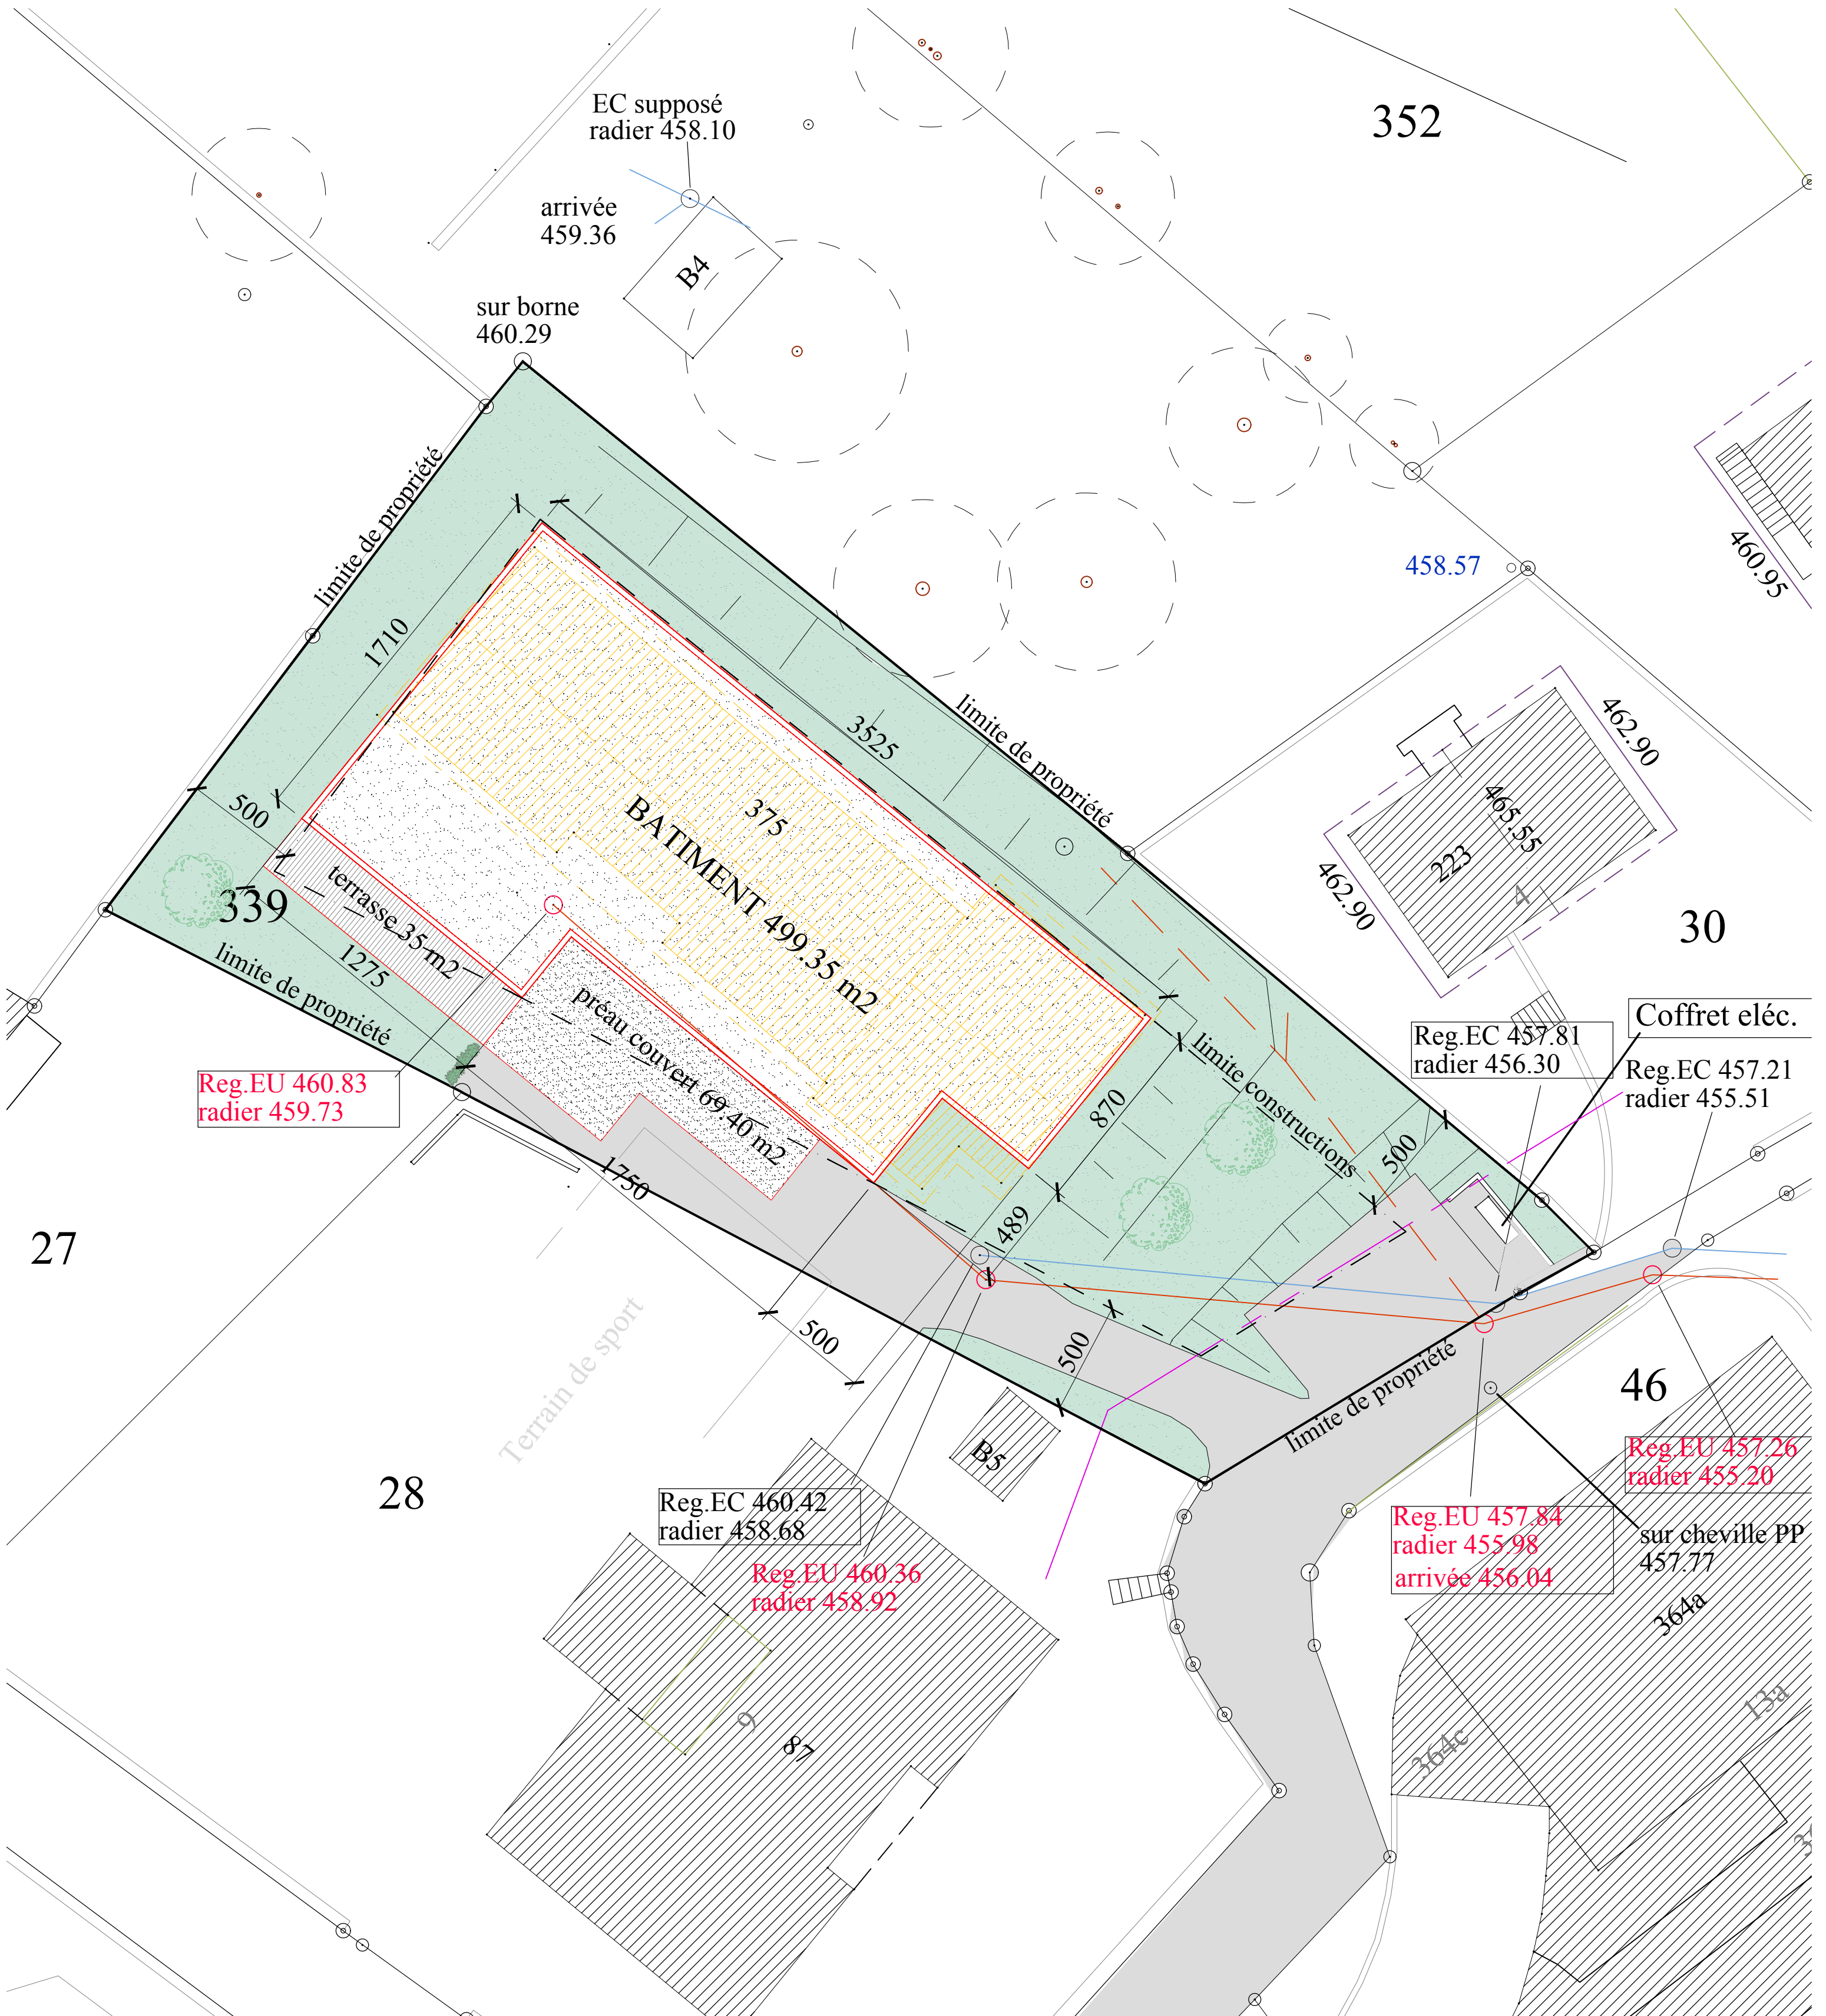 352
EC supposé
radier 458.10
arrivée
459.36
B4
sur borne
460.29
limite de propriété
458.57
460.95
1710
3525
limite de propriété
462.90
465.55
223
4
462.90
30
500
375
BATIMENT 499.35 m2
339
terrasse 35 m2
1275
limite de propriété
préau couvert 69.40 m2
limite constructions
870
500
489
Coffret eléc.
Reg.EC 457.81
radier 456.30
Reg.EC 457.21
radier 455.51
Reg.EU 460.83
radier 459.73
1750
27
500
500
Terrain de sport
limite de propriété
46
B5
28
Reg.EC 460.42
radier 458.68
Reg.EU 460.36
radier 458.92
Reg.EU 457.26
radier 455.20
Reg.EU 457.84
radier 455.98
arrivée 456.04
sur cheville PP
457.77
364a
13a
364c
9
87